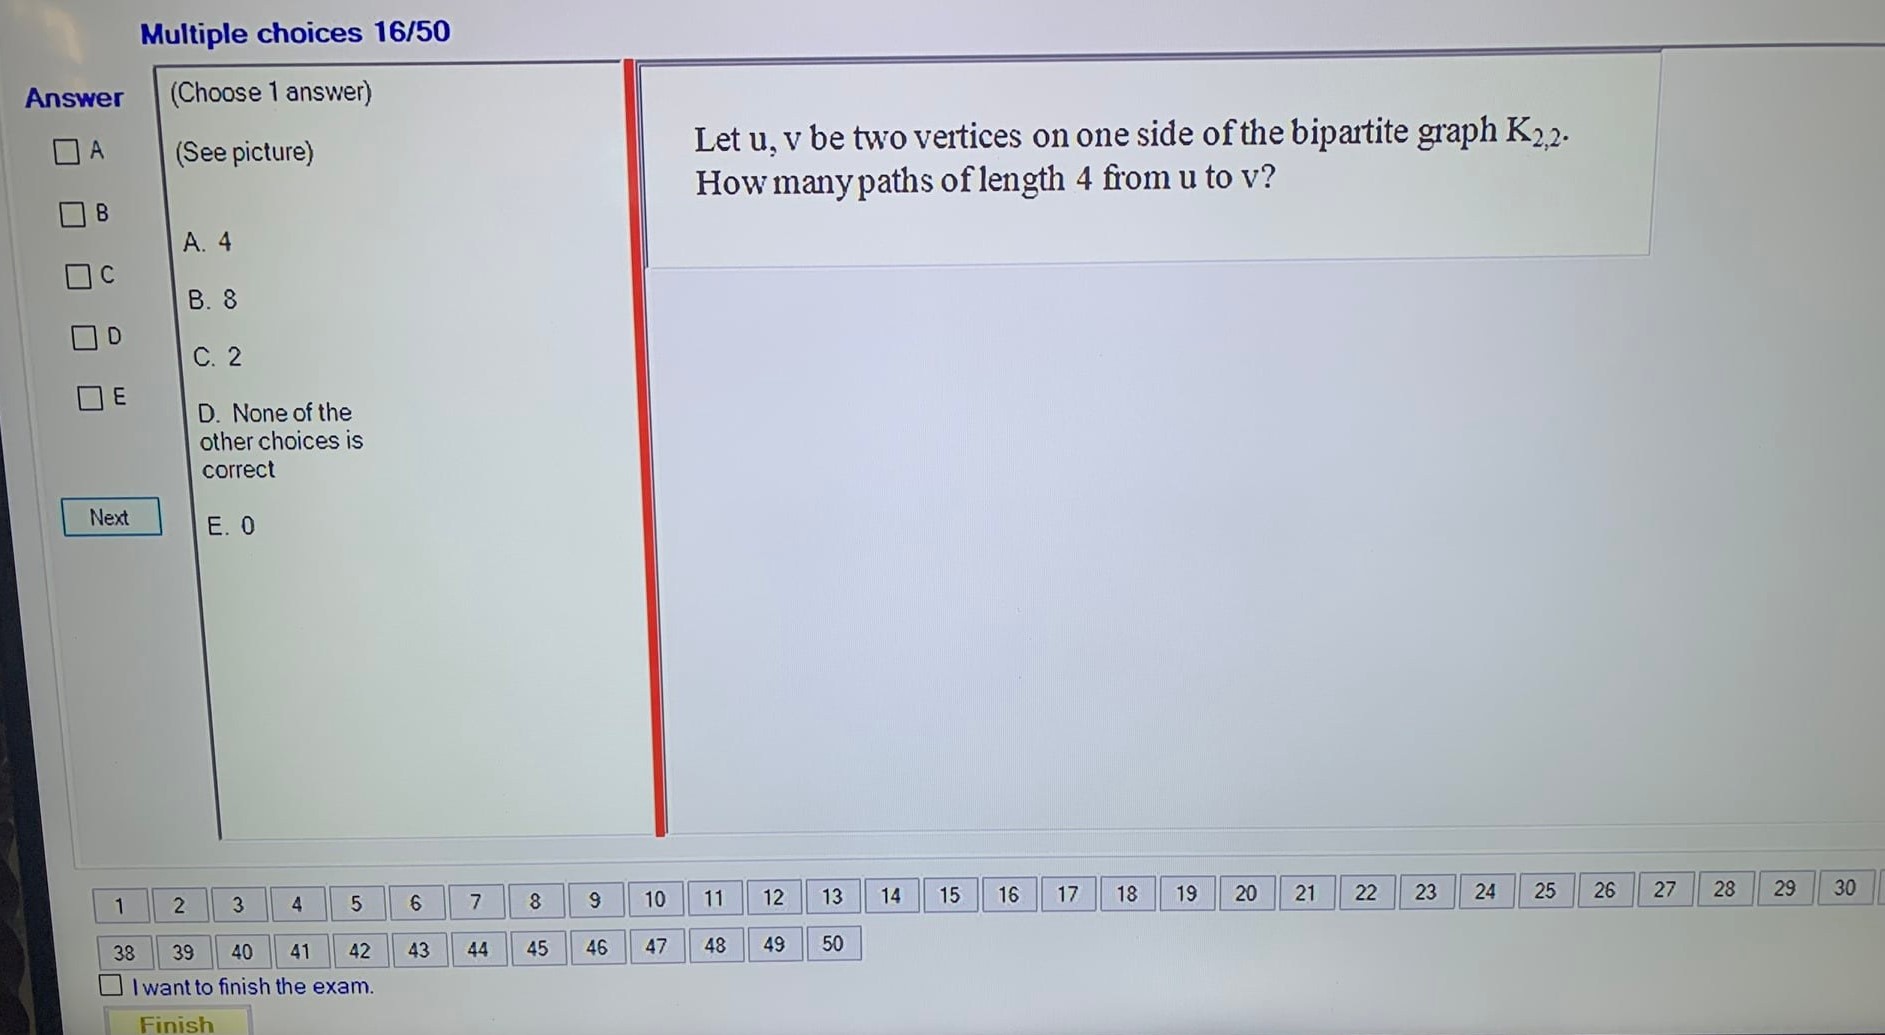 Multiple choices 16/50
Answer
A
B
C
D
E
Next
(Choose 1 answer)
(See picture)
A. 4
B. 8
C. 2
D. None of the
other choices is
correct
E. 0
Let u, v be two vertices on one side of the bipartite graph K2,2.
How many paths of length 4 from u to v?
1 2 3 4 5 6 7 8 9 10 11 12 13 14 15 16 17 18 19 20 21 22 23 24 25 26 27 28 29 30
38 39 40 41 42 43 44 45 46 47 48 49 50
I want to finish the exam.
Finish